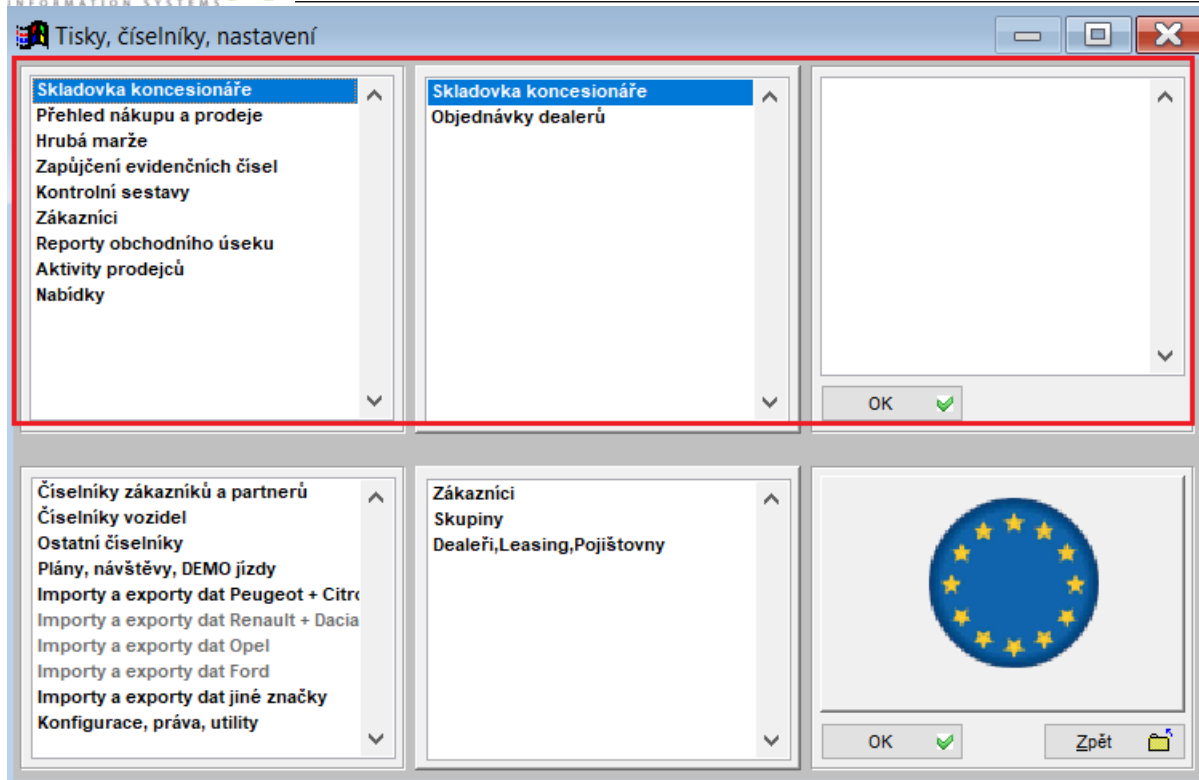 INFORMATION SYSTEMS
Tisky, číselníky, nastavení
Skladovka koncesionáře
Přehled nákupu a prodeje
Hrubá marže
Zapůjčení evidenčních čísel
Kontrolní sestavy
Zákazníci
Reporty obchodního úseku
Aktivity prodejců
Nabídky
Skladovka koncesionáře
Objednávky dealerů
OK
Číselníky zákazníků a partnerů
Číselníky vozidel
Ostatní číselníky
Plány, návštěvy, DEMO jízdy
Importy a exporty dat Peugeot + Citro
Importy a exporty dat Renault + Dacia
Importy a exporty dat Opel
Importy a exporty dat Ford
Importy a exporty dat jiné značky
Konfigurace, práva, utility
Zákazníci
Skupiny
Dealeři,Leasing,Pojištovny
OK
Zpět